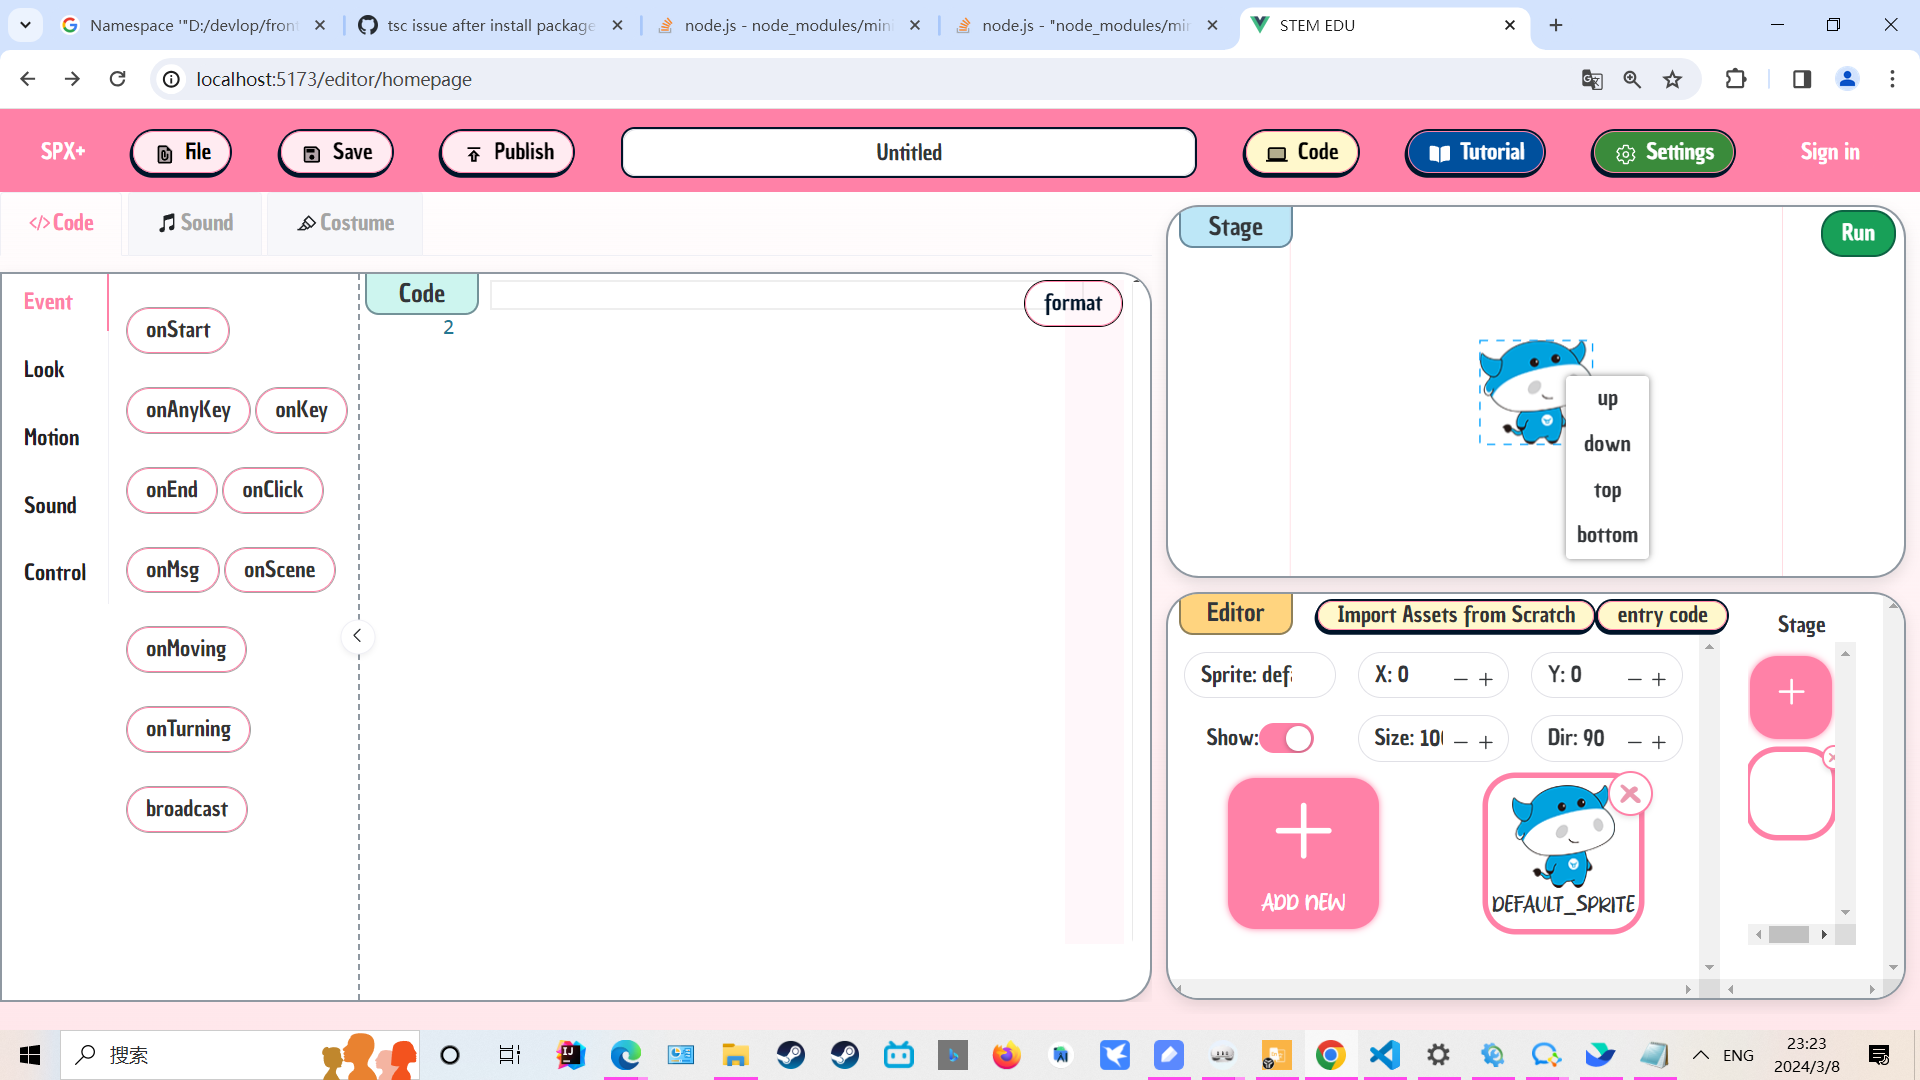 Namespace '"D:/devlop/front
tsc issue after install package
node.js - node_modules/mini
node.js - "node_modules/min
STEM EDU
localhost:5173/editor/homepage
SPX+
File
Save
Publish
Untitled
Code
Tutorial
Settings
Sign in
</>Code
Sound
Costume
Event
Look
Motion
Sound
Control
onStart
onAnyKey
onKey
onEnd
onClick
onMsg
onScene
onMoving
onTurning
broadcast
Code
2
format
Stage
Run
up
down
top
bottom
Editor
Import Assets from Scratch
entry code
Sprite: defa
X: 0
Y: 0
Show:
Size: 100
Dir: 90
ADD NEW
DEFAULT_SPRITE
Stage
搜索
ENG
23:23
2024/3/8